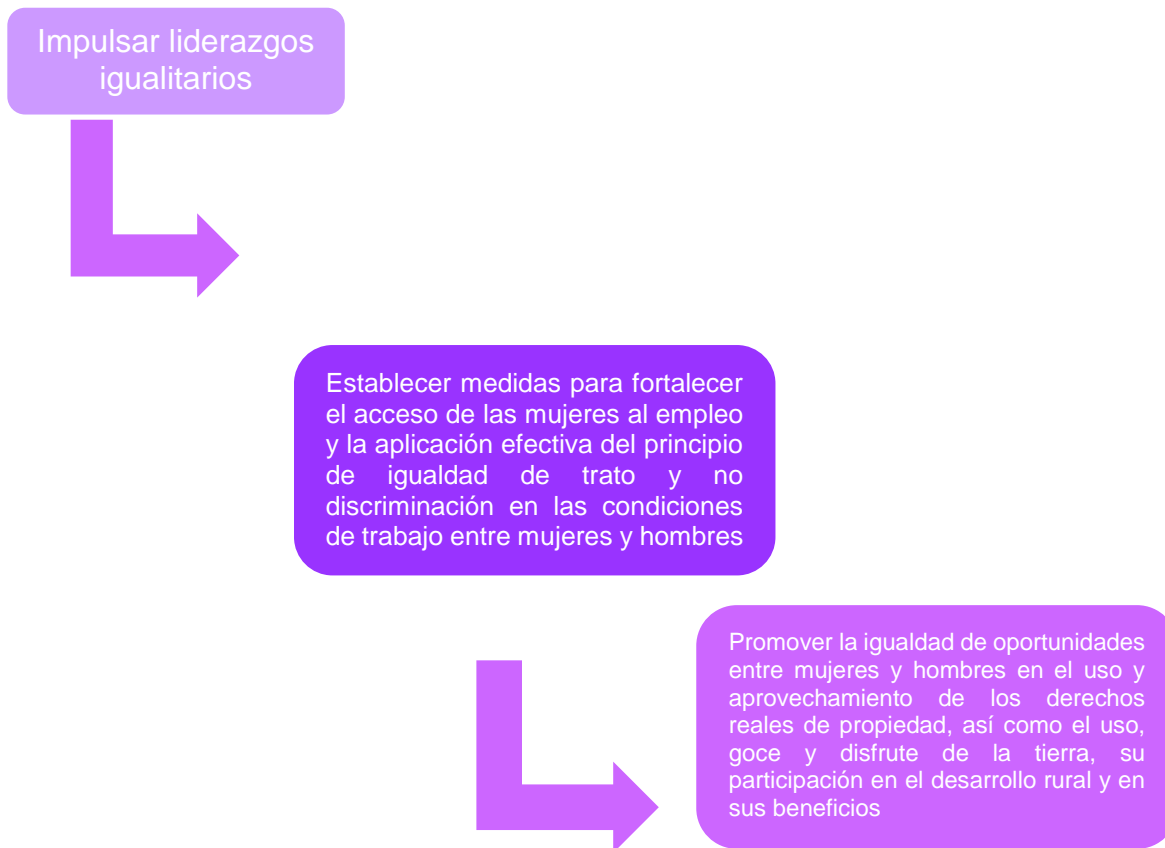 Impulsar liderazgos
igualitarios
Establecer medidas para fortalecer
el acceso de las mujeres al empleo
y la aplicación efectiva del principio
de igualdad de trato y no
discriminación en las condiciones
de trabajo entre mujeres y hombres
Promover la igualdad de oportunidades
entre mujeres y hombres en el uso y
aprovechamiento de los derechos
reales de propiedad, así como el uso,
goce y disfrute de la tierra, su
participación en el desarrollo rural y en
sus beneficios